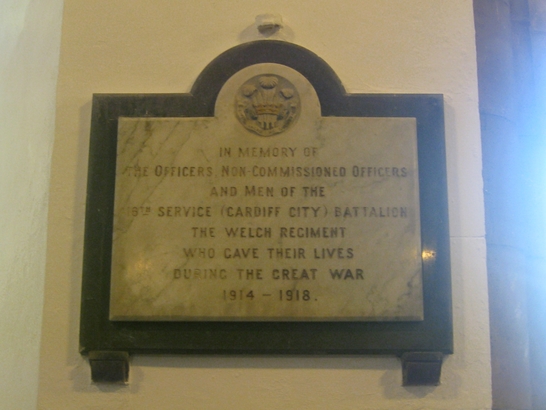 IN MEMORY OF
THE OFFICERS, NON-COMMISSIONED OFFICERS
AND MEN OF THE
SERVICE (CARDIFF CITY) BATTALION
THE WELCH REGIMENT
WHO GAVE THEIR LIVES
DURING THE GREAT WAR
1914 – 1918.